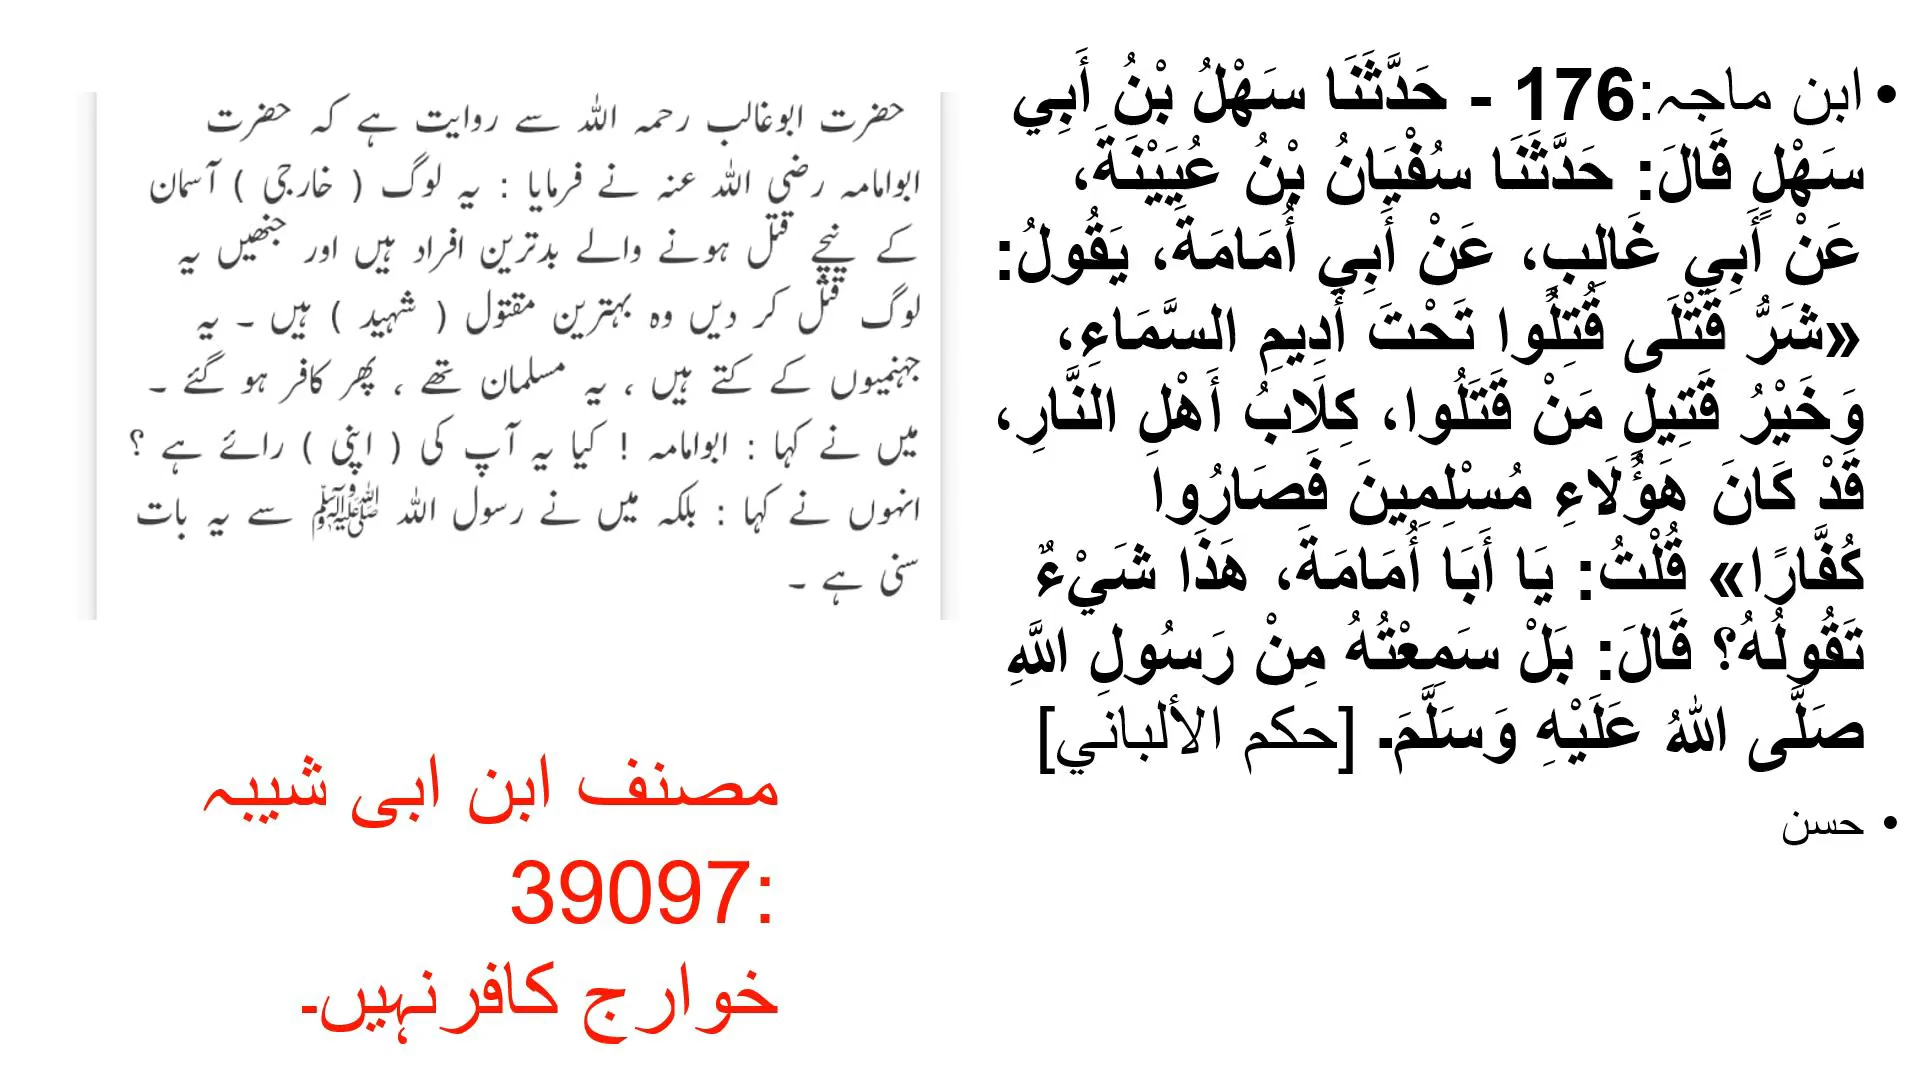 • ابن ماجہ:176 - حَدَّثَنَا سَهْلُ بْنُ أَبِي
سَهْلٍ قَالَ: حَدَّثَنَا سُفْيَانُ بْنُ عُيَيْنَةَ،
عَنْ أَبِي غَالِبٍ، عَنْ أَبِي أُمَامَةَ، يَقُولُ:
«شَرُّ قَتْلَى قُتِلُوا تَحْتَ أَدِيمِ السَّمَاءِ،
وَخَيْرُ قَتِيلٍ مَنْ قَتَلُوا، كِلَابُ أَهْلِ النَّارِ،
قَدْ كَانَ هَؤُلَاءِ مُسْلِمِينَ فَصَارُوا
كُفَّارًا» قُلْتُ: يَا أَبَا أُمَامَةَ، هَذَا شَيْءٌ
تَقُولُهُ؟ قَالَ: بَلْ سَمِعْتُهُ مِنْ رَسُولِ اللَّهِ
صَلَّى اللهُ عَلَيْهِ وَسَلَّمَ۔ [حكم الألباني]
• حسن
حضرت ابوغالب رحمہ اللہ سے روایت ہے کہ حضرت
ابوامامہ رضی اللہ عنہ نے فرمایا : یہ لوگ ( خارجی ) آسمان
کے نیچے قتل ہونے والے بدترین افراد ہیں اور جنھیں یہ
لوگ قتل کر دیں وہ بہترین مقتول ( شہید ) ہیں ۔ یہ
جہنمیوں کے کتے ہیں ، یہ مسلمان تھے ، پھر کافر ہو گئے ۔
میں نے کہا : ابوامامہ ! کیا یہ آپ کی ( اپنی ) رائے ہے ؟
انہوں نے کہا : بلکہ میں نے رسول اللہ ﷺ سے یہ بات
سنی ہے ۔
مصنف ابن ابی شیبہ
:39097
خوارج کافرنہیں۔